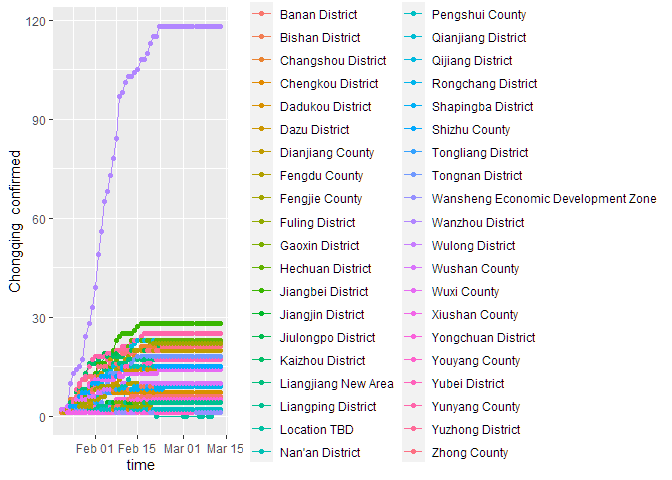 120
90
60
30
0
Chongqing confirmed
Feb 01 Feb 15 Mar 01 Mar 15
time
Banan District
Bishan District
Changshou District
Chengkou District
Dadukou District
Dazu District
Dianjiang County
Fengdu County
Fengjie County
Fuling District
Gaoxin District
Hechuan District
Jiangbei District
Jiangjin District
Jiulongpo District
Kaizhou District
Liangjiang New Area
Liangping District
Location TBD
Nan'an District
Pengshui County
Qianjiang District
Qijiang District
Rongchang District
Shapingba District
Shizhu County
Tongliang District
Tongnan District
Wansheng Economic Development Zone
Wanzhou District
Wulong District
Wushan County
Wuxi County
Xiushan County
Yongchuan District
Youyang County
Yubei District
Yunyang County
Yuzhong District
Zhong County